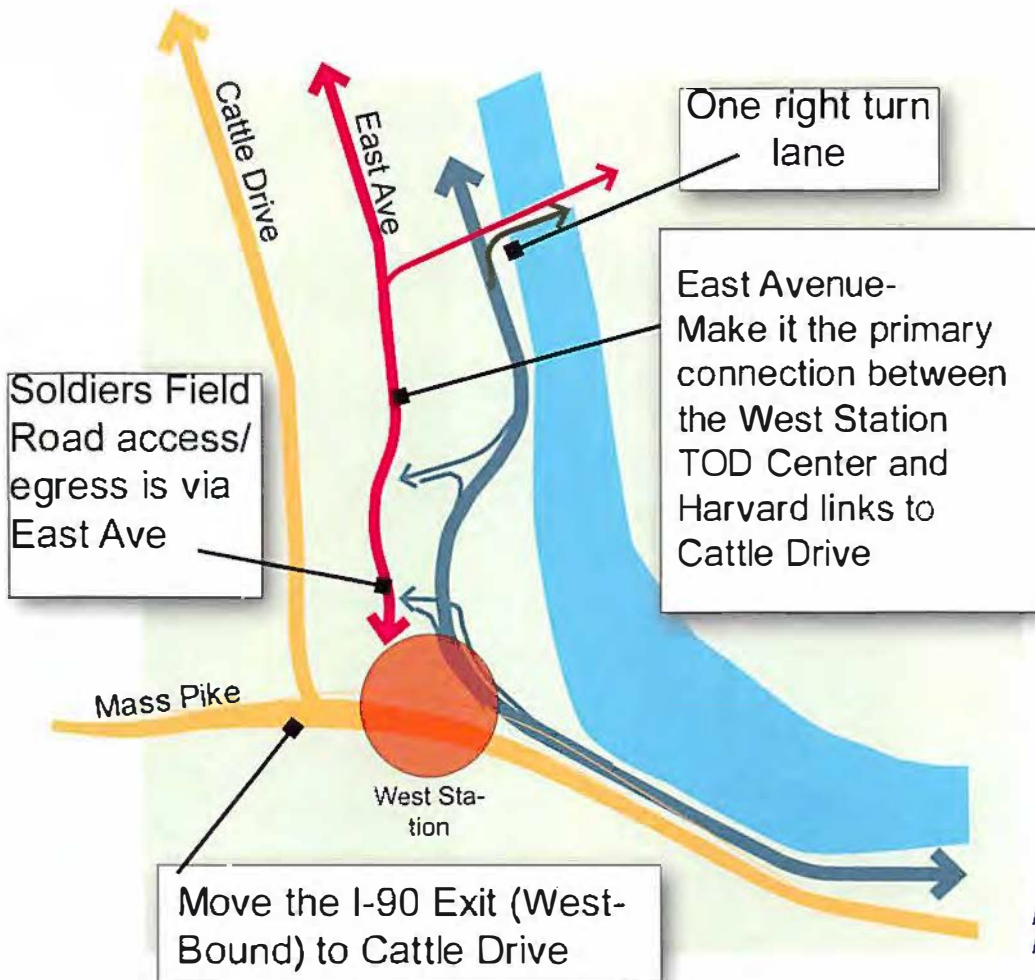 Cattle Drive
East Ave
One right turn
lane
East Avenue-
Make it the primary
connection between
the West Station
TOD Center and
Harvard links to
Cattle Drive
Soldiers Field
Road access/
egress is via
East Ave
Mass Pike
West Sta-
tion
Move the I-90 Exit (West-
Bound) to Cattle Drive